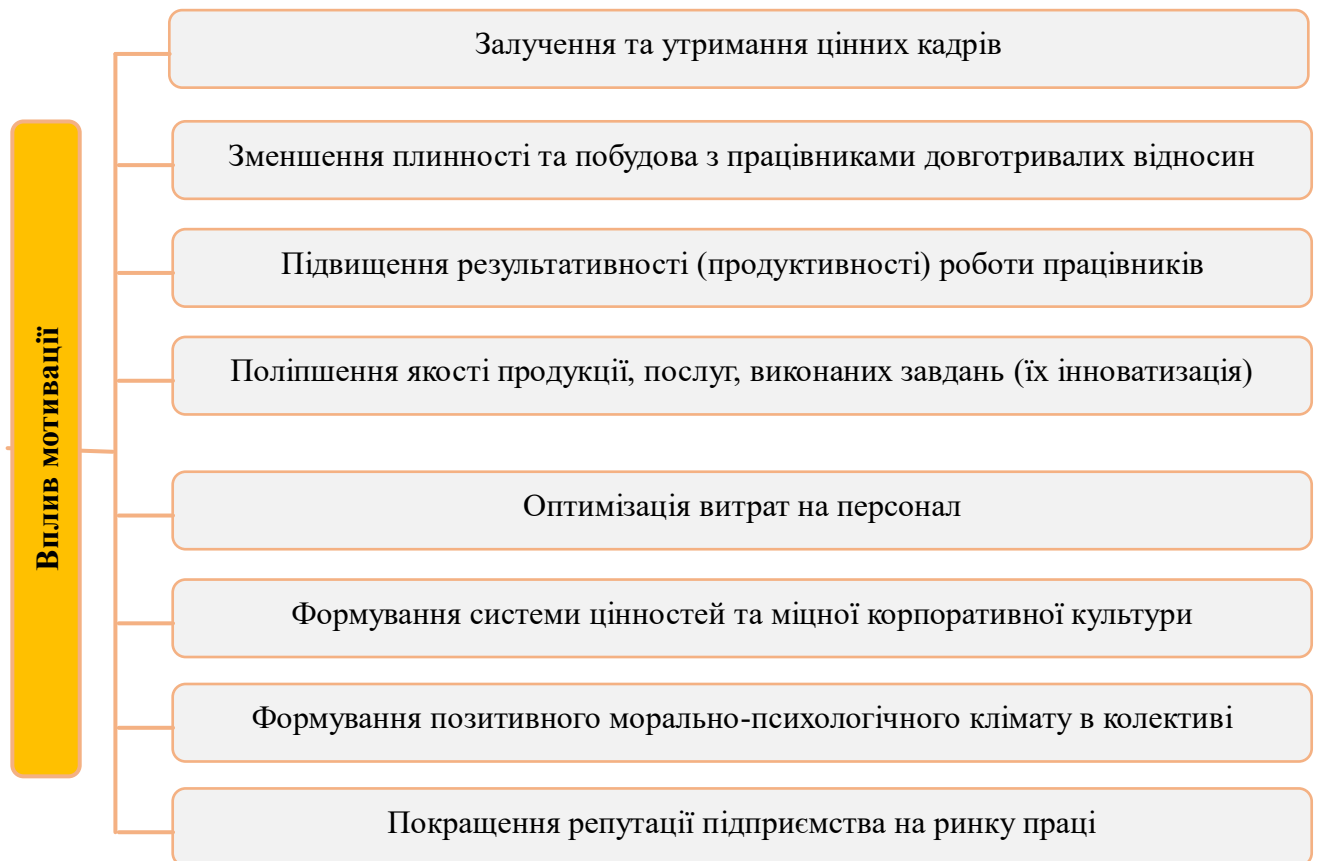 Залучення та утримання цінних кадрів
Зменшення плинності та побудова з працівниками довготривалих відносин
Підвищення результативності (продуктивності) роботи працівників
Поліпшення якості продукції, послуг, виконаних завдань (їх інноватизація)
Вплив мотивації
Оптимізація витрат на персонал
Формування системи цінностей та міцної корпоративної культури
Формування позитивного морально-психологічного клімату в колективі
Покращення репутації підприємства на ринку праці